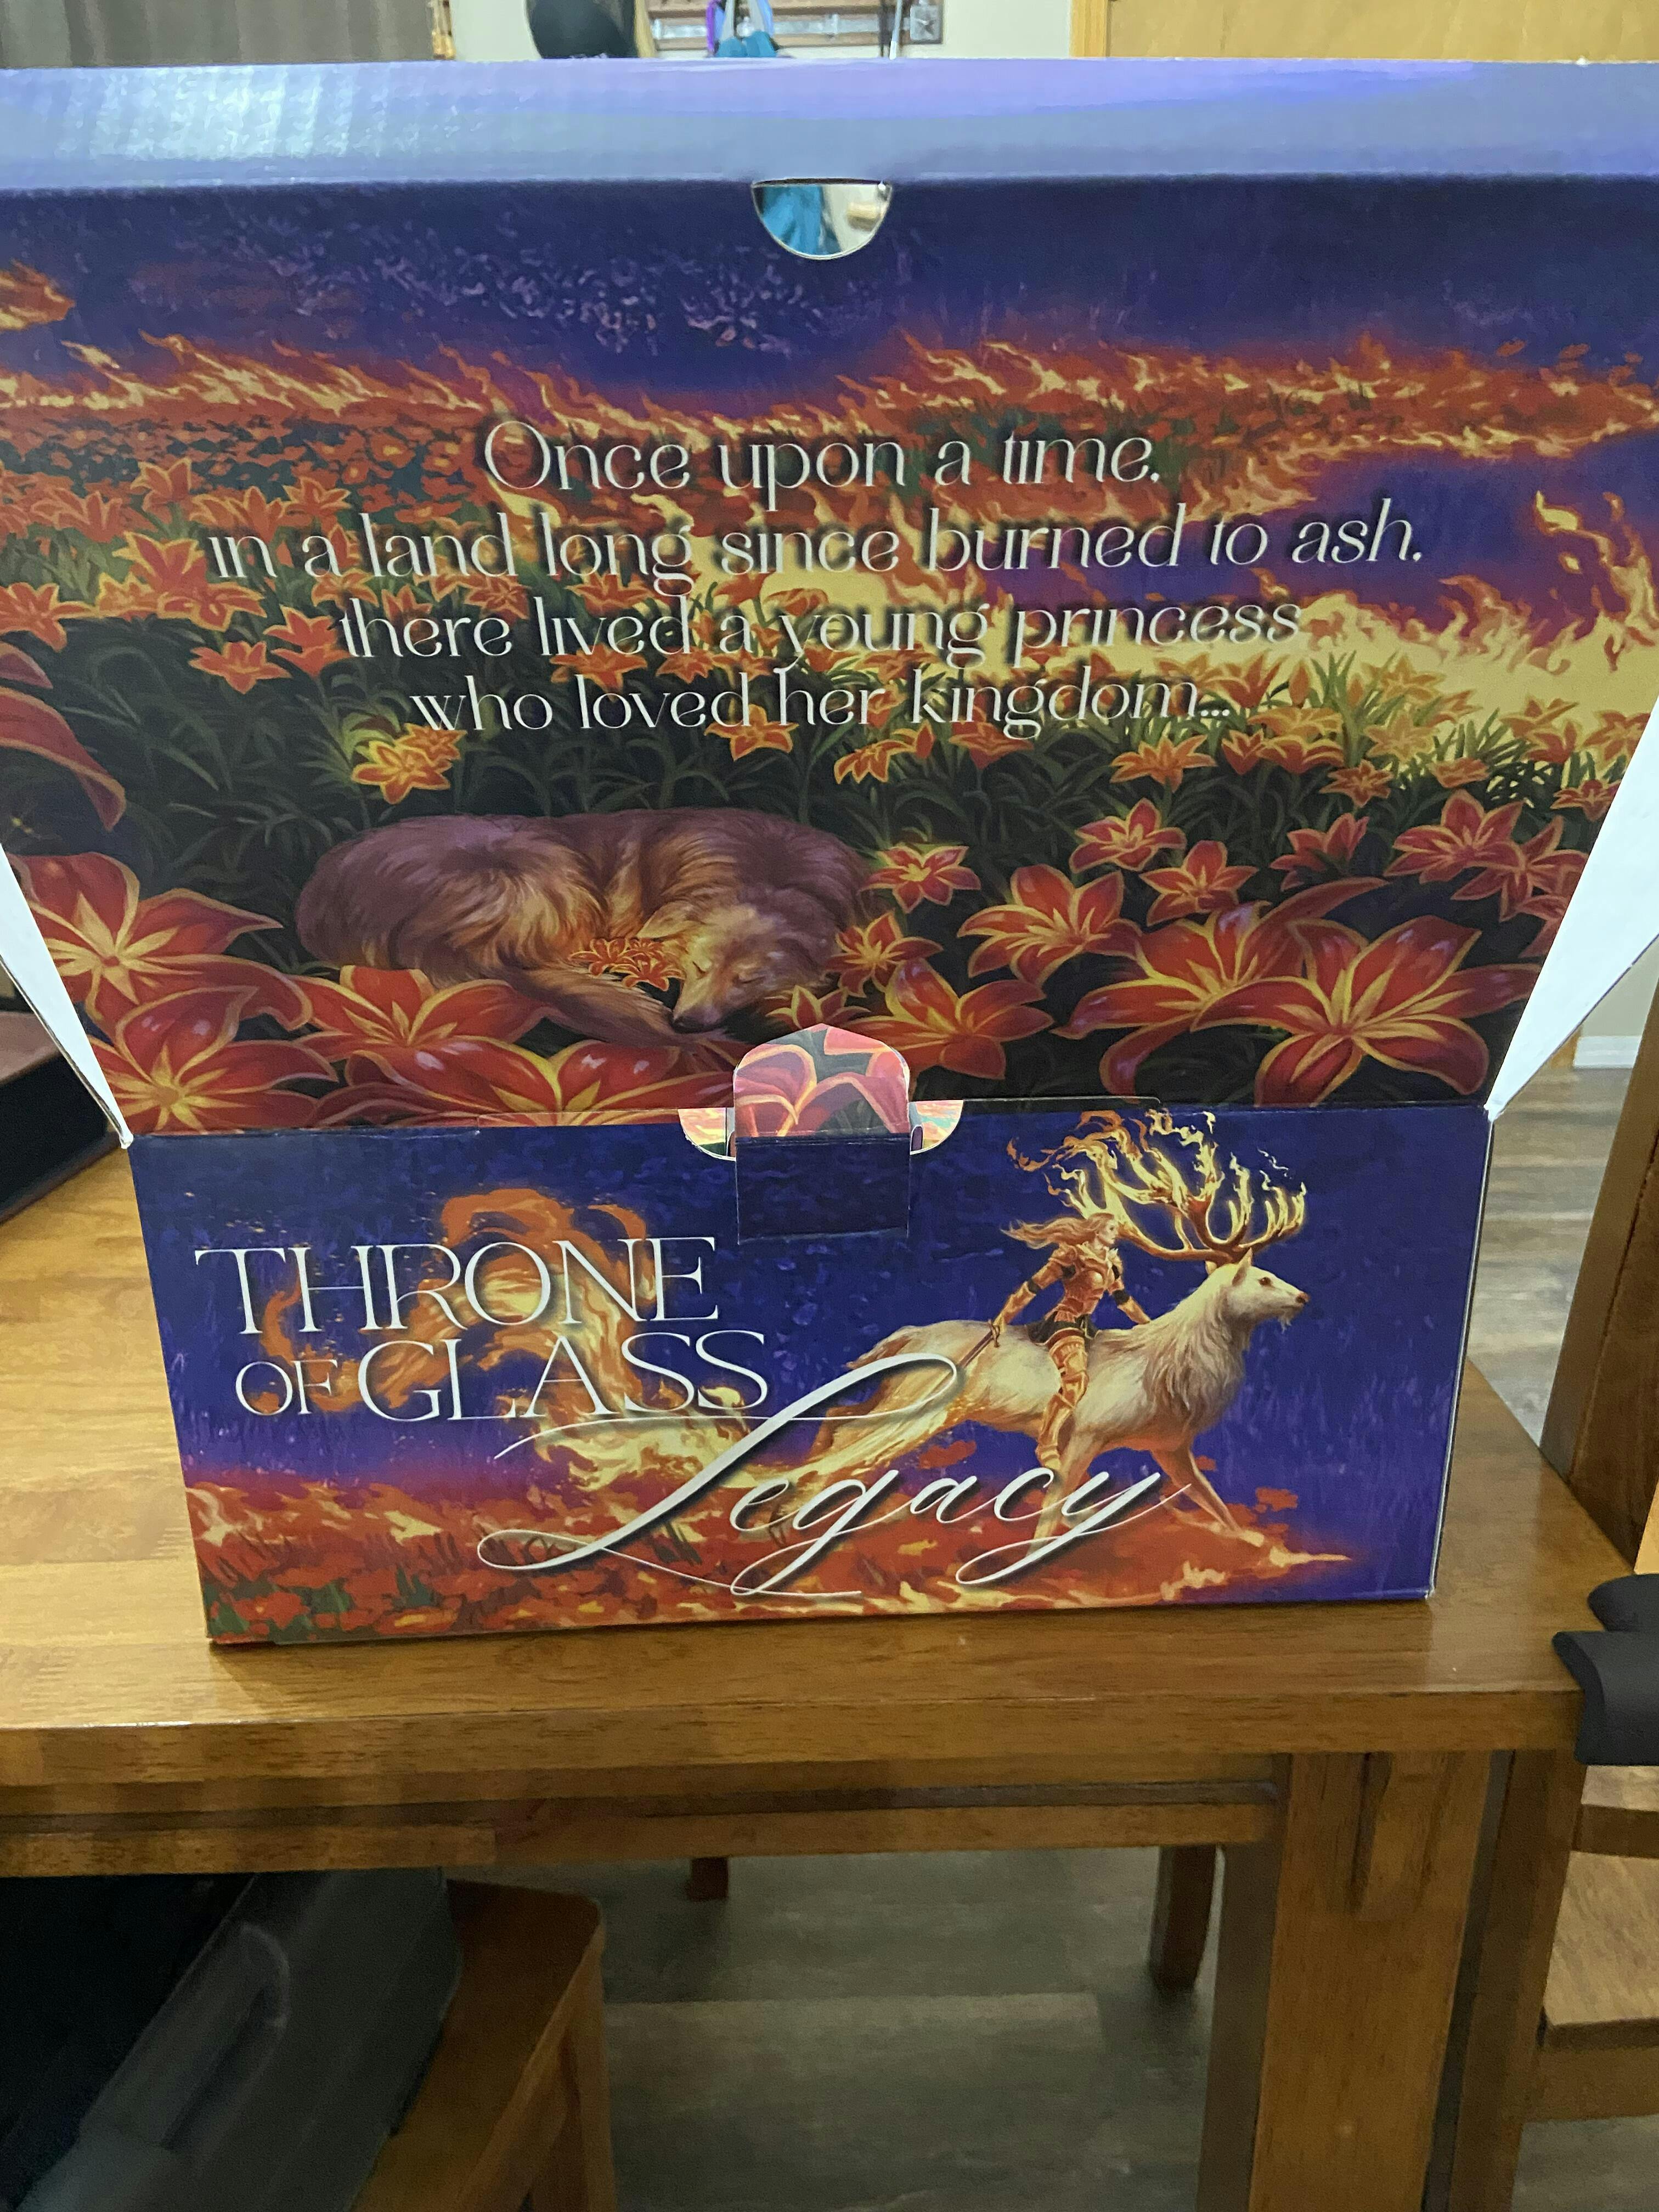 Once upon a time,
in a land long since burned to ash,
there lived a young princess
who loved her kingdom...
THRONE
OF GLASS
Legacy